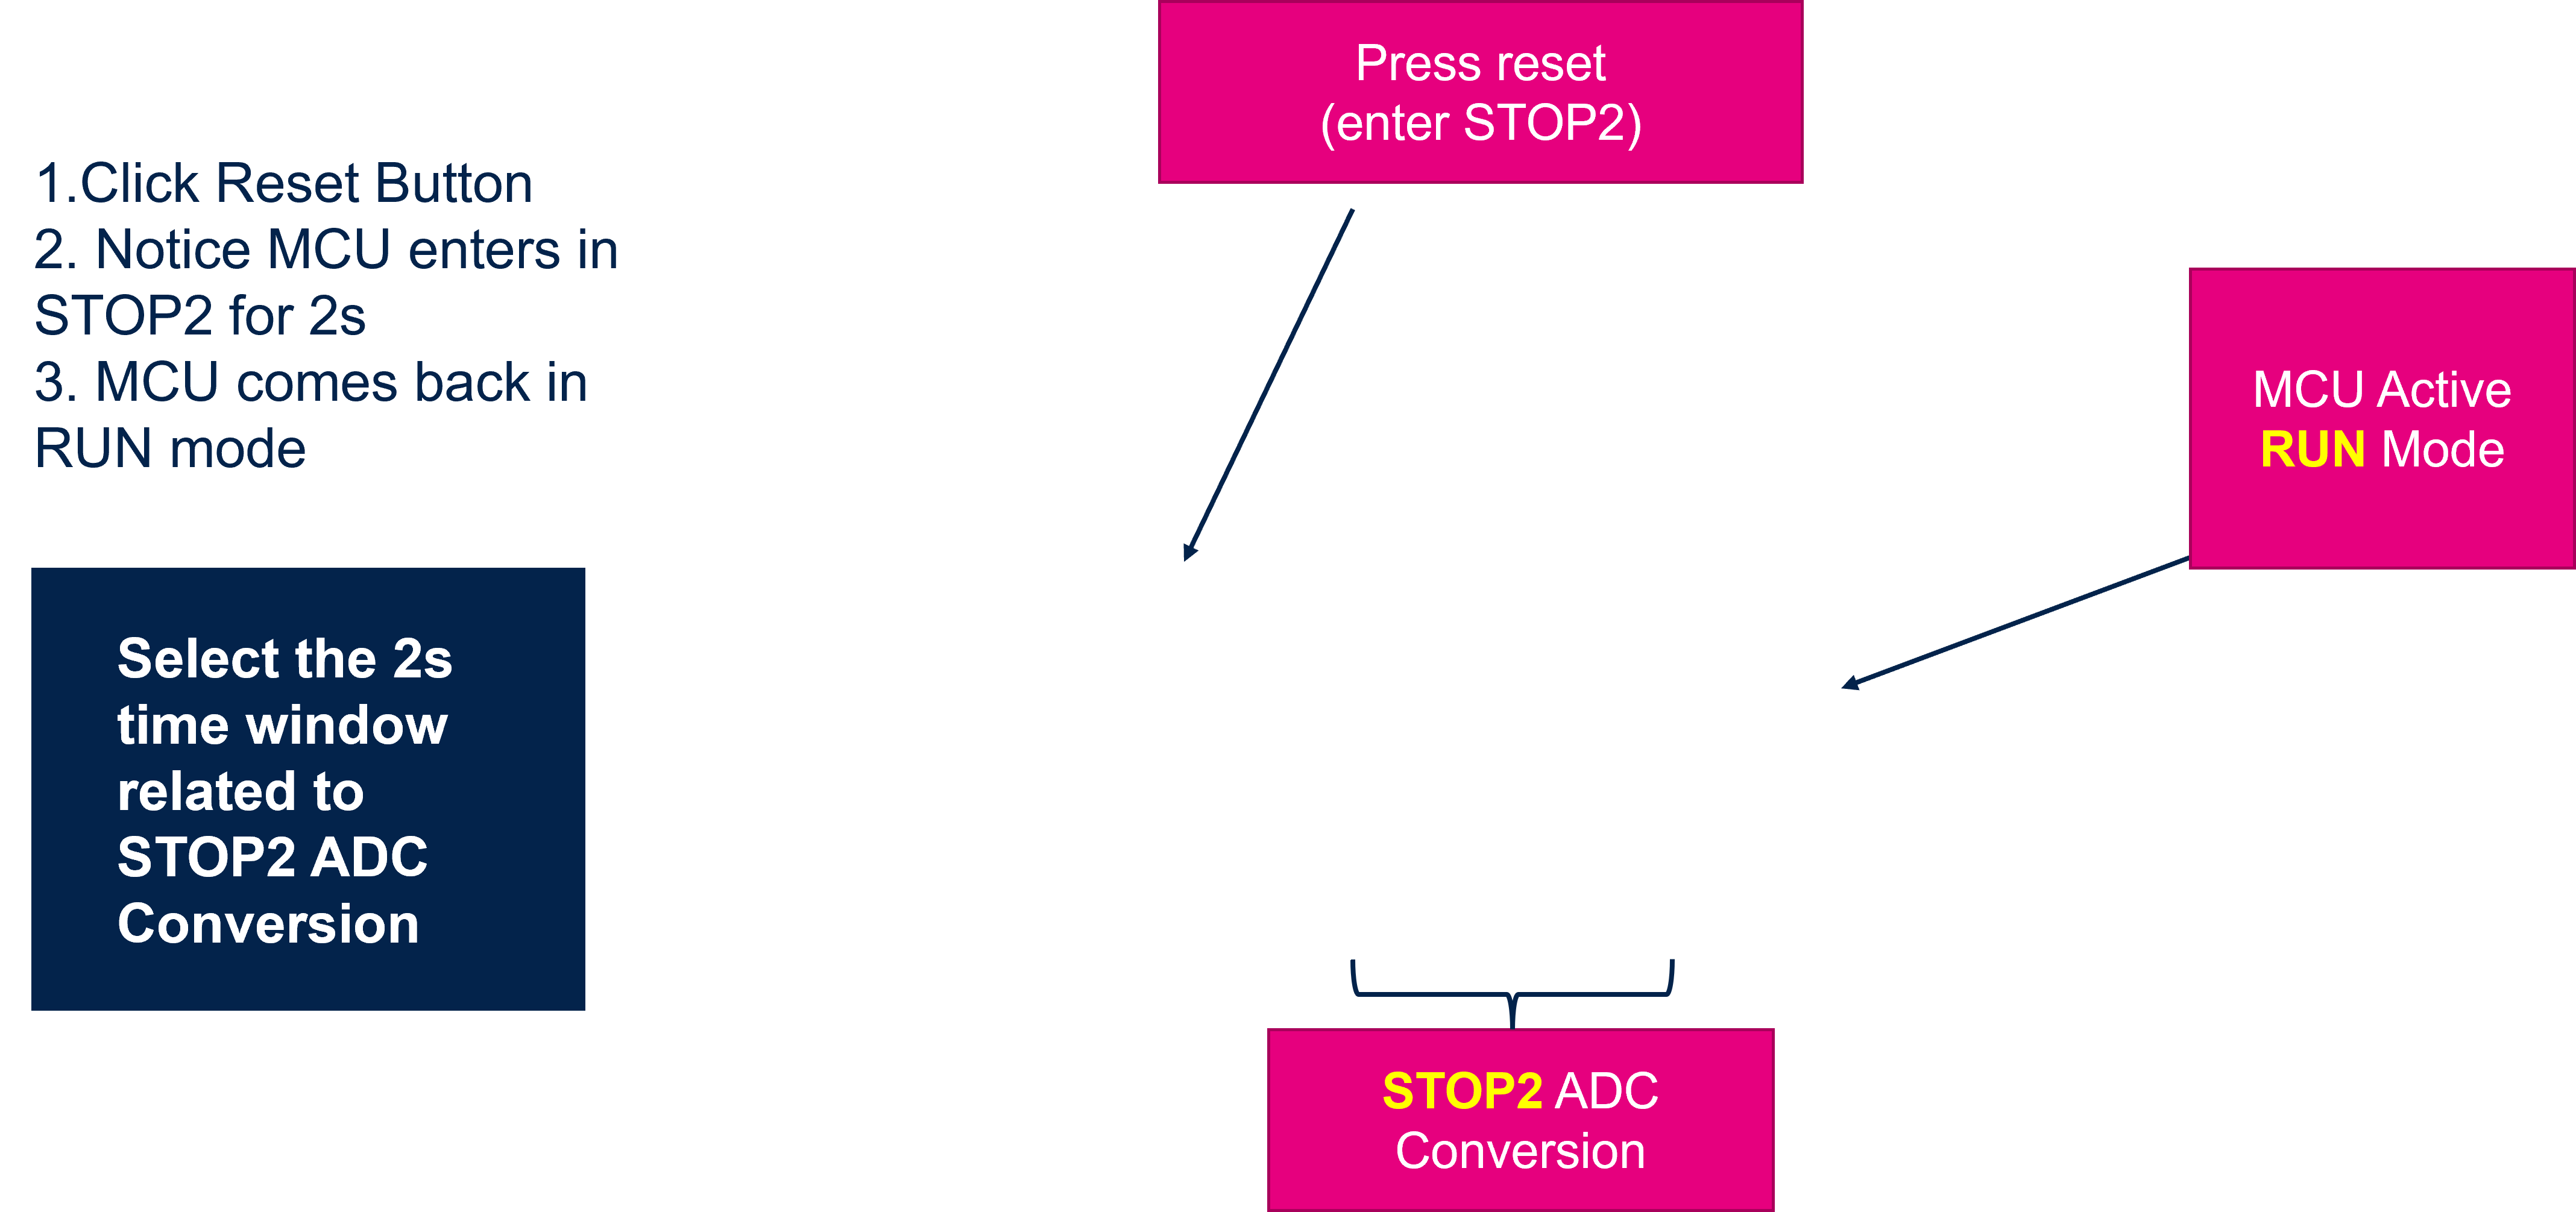 Press reset
(enter STOP2)
1.Click Reset Button
2. Notice MCU enters in
STOP2 for 2s
3. MCU comes back in
RUN mode
MCU Active
RUN Mode
Select the 2s
time window
related to
STOP2 ADC
Conversion
STOP2 ADC
Conversion